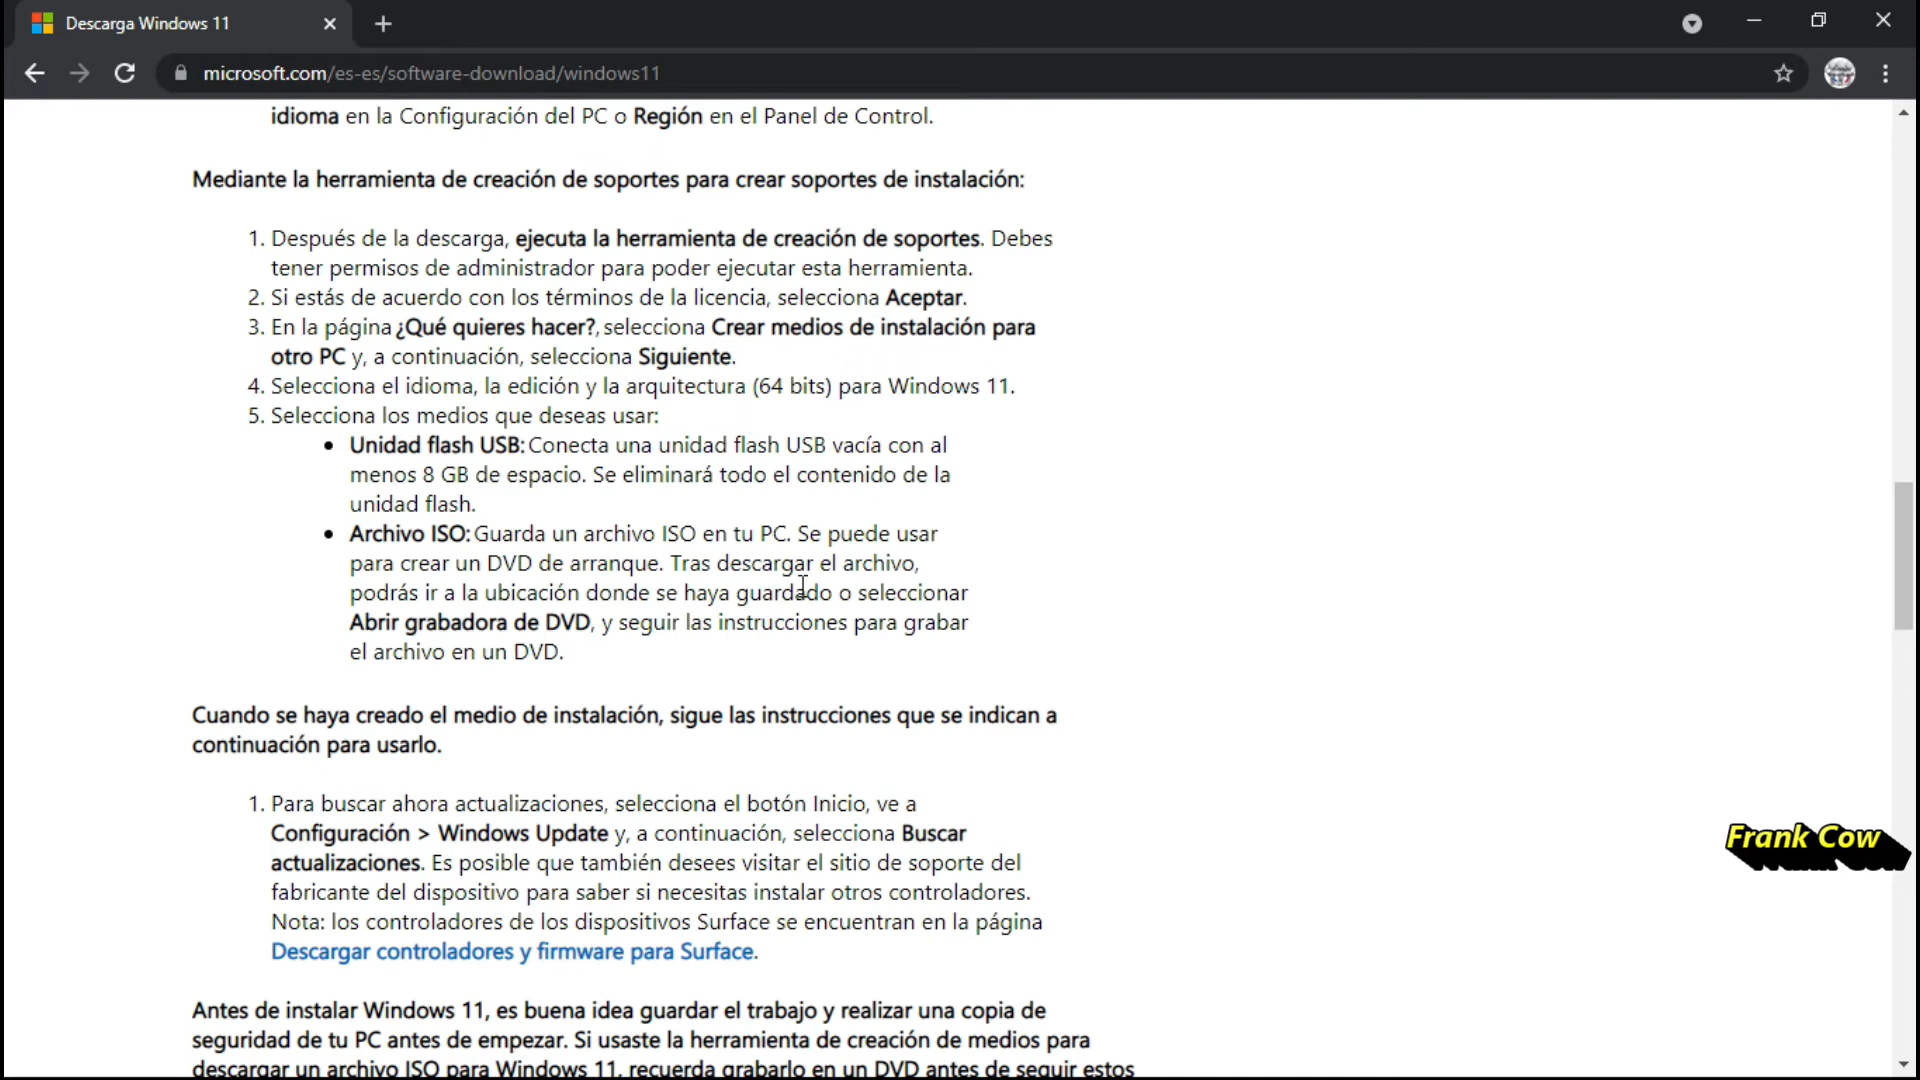 Descarga Windows 11
microsoft.com/es-es/software-download/windows11
idioma en la Configuración del PC o Región en el Panel de Control.
Mediante la herramienta de creación de soportes para crear soportes de instalación:
1. Después de la descarga, ejecuta la herramienta de creación de soportes. Debes
tener permisos de administrador para poder ejecutar esta herramienta.
2. Si estás de acuerdo con los términos de la licencia, selecciona Aceptar.
3. En la página ¿Qué quieres hacer?, selecciona Crear medios de instalación para
otro PC y, a continuación, selecciona Siguiente.
4. Selecciona el idioma, la edición y la arquitectura (64 bits) para Windows 11.
5. Selecciona los medios que deseas usar:
• Unidad flash USB: Conecta una unidad flash USB vacía con al
menos 8 GB de espacio. Se eliminará todo el contenido de la
unidad flash.
• Archivo ISO: Guarda un archivo ISO en tu PC. Se puede usar
para crear un DVD de arranque. Tras descargar el archivo,
podrás ir a la ubicación donde se haya guardado o seleccionar
Abrir grabadora de DVD, y seguir las instrucciones para grabar
el archivo en un DVD.
Cuando se haya creado el medio de instalación, sigue las instrucciones que se indican a
continuación para usarlo.
1. Para buscar ahora actualizaciones, selecciona el botón Inicio, ve a
Configuración > Windows Update y, a continuación, selecciona Buscar
actualizaciones. Es posible que también desees visitar el sitio de soporte del
fabricante del dispositivo para saber si necesitas instalar otros controladores.
Nota: los controladores de los dispositivos Surface se encuentran en la página
Descargar controladores y firmware para Surface.
Frank Cow
Antes de instalar Windows 11, es buena idea guardar el trabajo y realizar una copia de
seguridad de tu PC antes de empezar. Si usaste la herramienta de creación de medios para
descargar un archivo ISO para Windows 11, recuerda grabarlo en un DVD antes de seguir estos